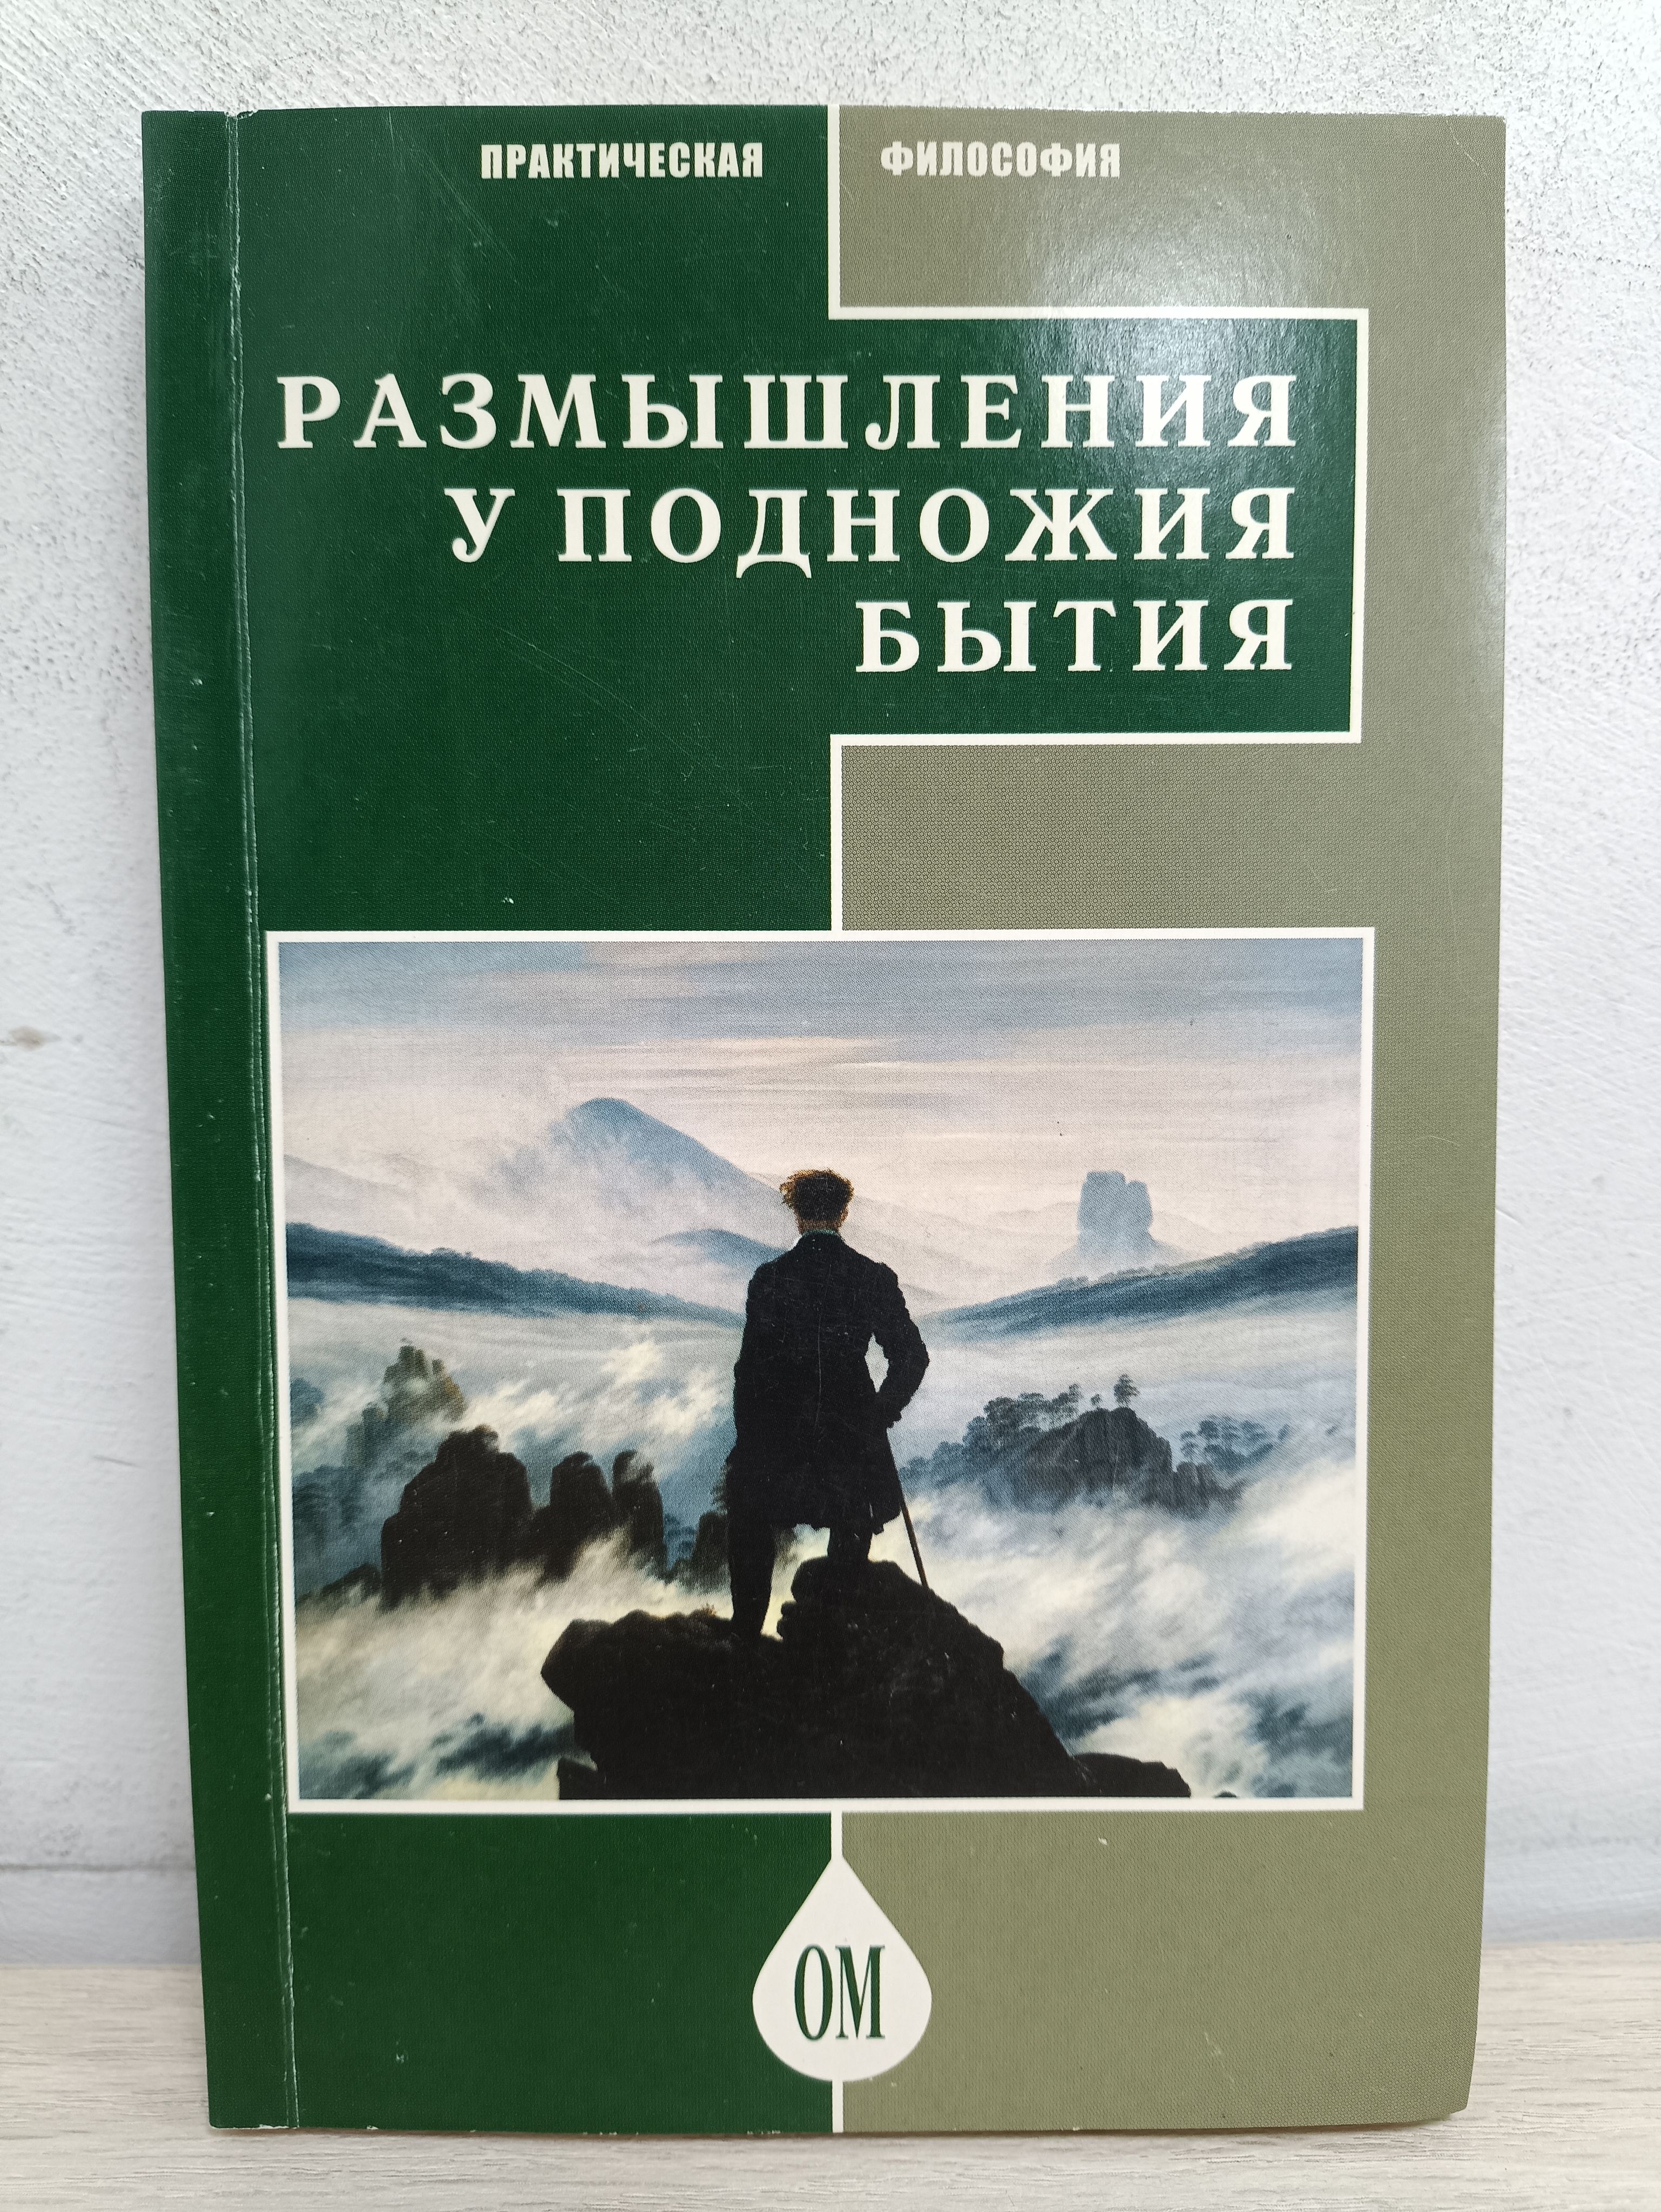 ПРАКТИЧЕСКАЯ ФИЛОСОФИЯ
РАЗМЫШЛЕНИЯ
У ПОДНОЖИЯ
БЫТИЯ
ОМ